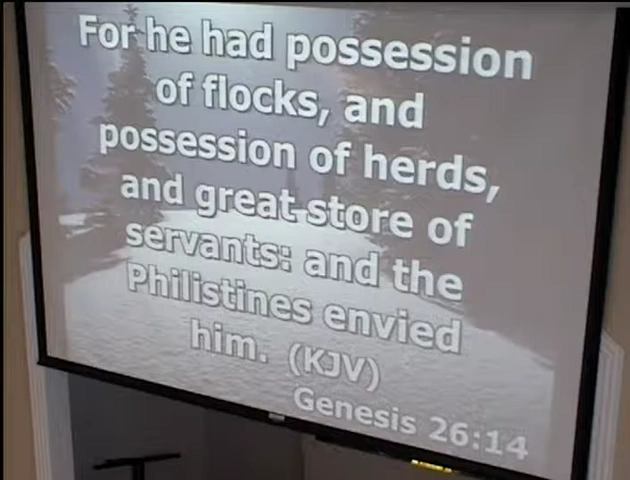 For he had possession
of flocks, and
possession of herds,
and great store of
servants: and the
Philistines envied
him. (KJV)
Genesis 26:14